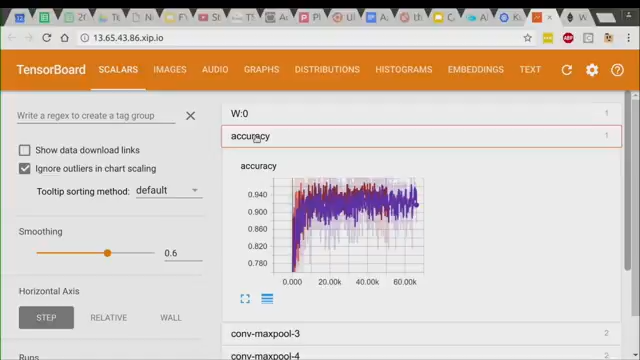 13.65.43.86.xip.io
TensorBoard SCALARS IMAGES AUDIO GRAPHS DISTRIBUTIONS HISTOGRAMS EMBEDDINGS TEXT
Write a regex to create a tag group
Show data download links
Ignore outliers in chart scaling
Tooltip sorting method: default
Smoothing
0.6
Horizontal Axis
STEP RELATIVE WALL
Runs
W:0 1
accuracy 1
accuracy
0.940
0.900
0.860
0.820
0.780
0.000 20.00k 40.00k 60.00k
conv-maxpool-3 2
conv-maxpool-4 2